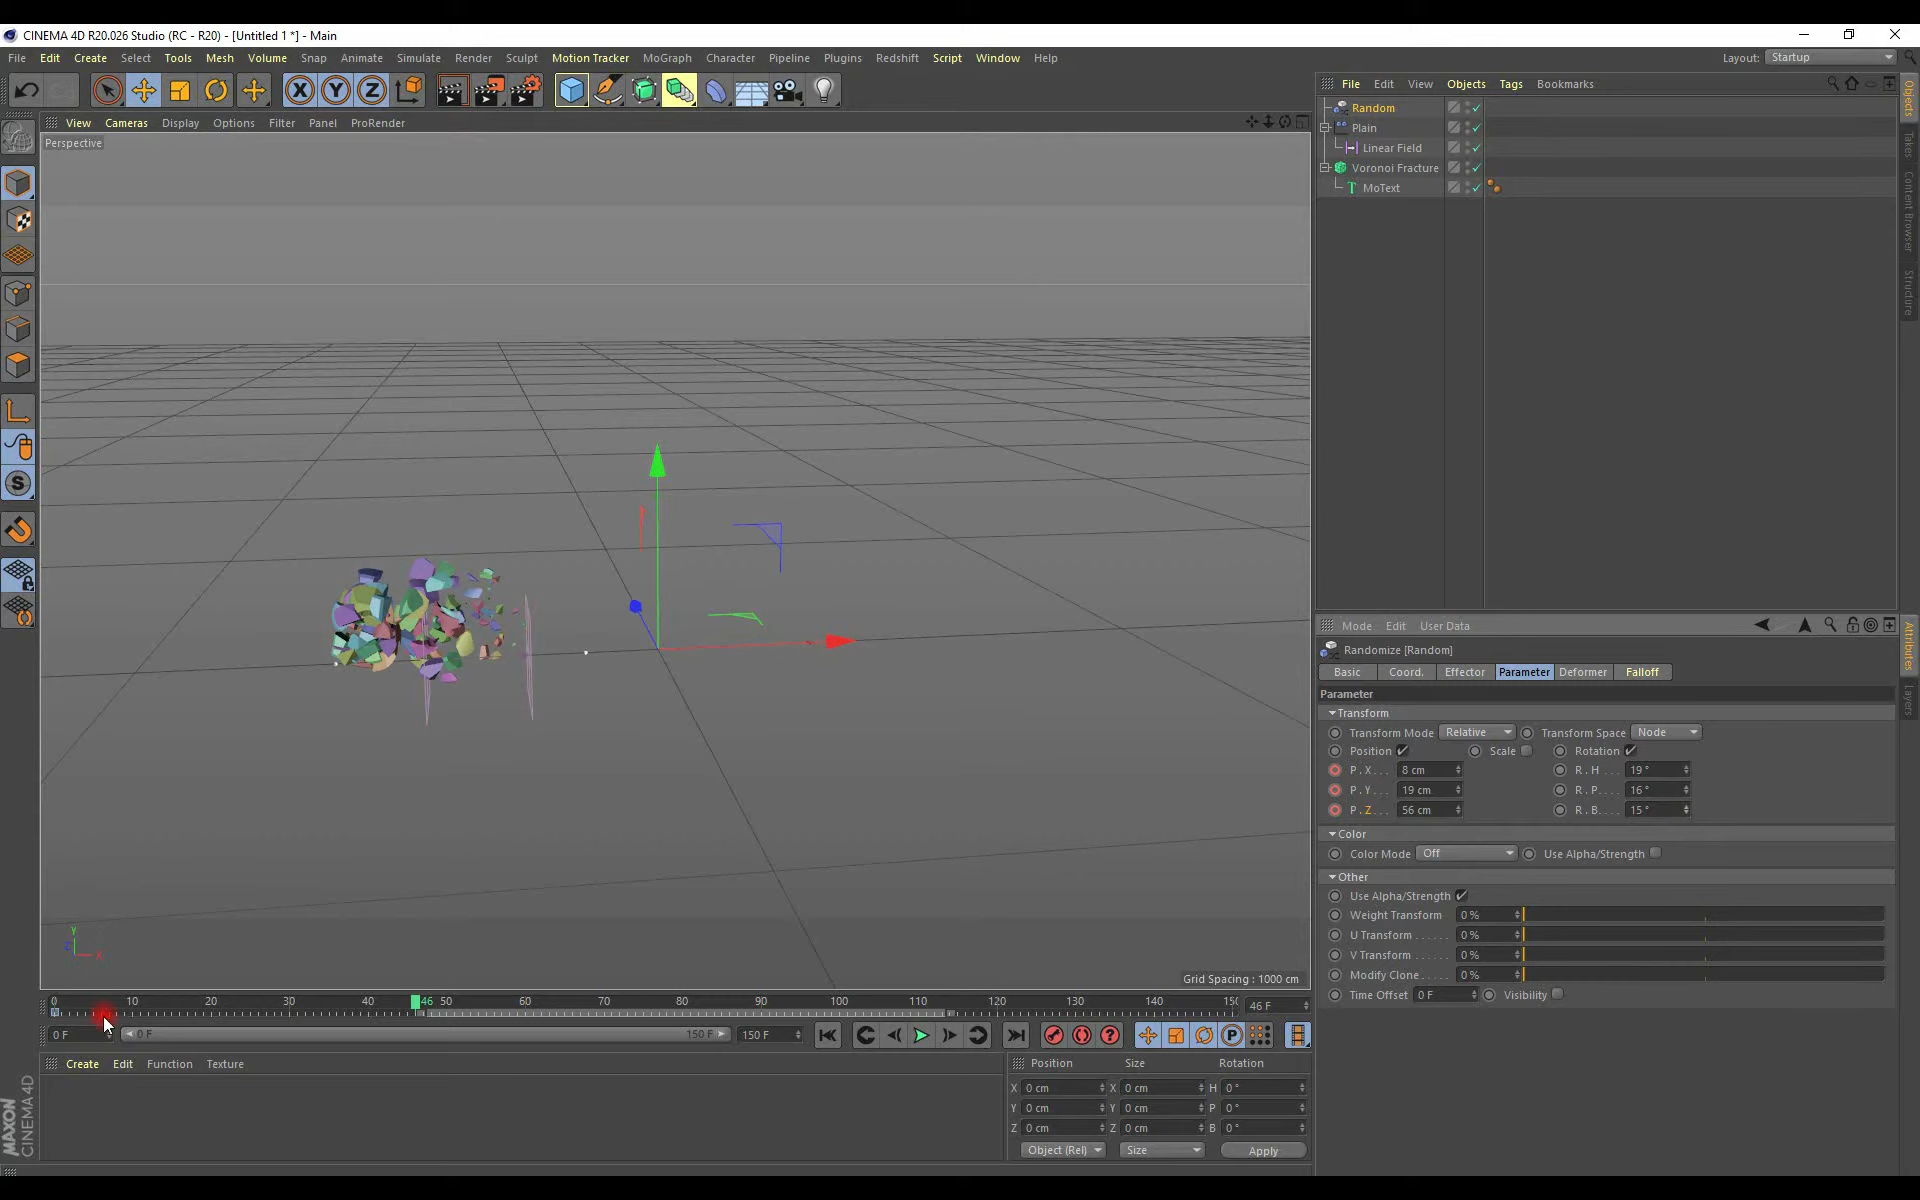 CINEMA 4D R20.026 Studio (RC - R20) - [Untitled 1 *] - Main
File Edit Create Select Tools Mesh Volume Snap Animate Simulate Render Sculpt Motion Tracker MoGraph Character Pipeline Plugins Redshift Script Window Help Layout: Startup
X Y Z
File Edit View Objects Tags Bookmarks
View Cameras Display Options Filter Panel ProRender
Perspective
Random
Plain
Linear Field
Voronoi Fracture
MoText
Objects
Takes
Content Browser
Structure
Mode Edit User Data
Randomize [Random]
Basic Coord. Effector Parameter Deformer Falloff
Parameter
Transform
Transform Mode Relative Transform Space Node
Position Scale Rotation
P . X . . . 8 cm R . H . . . . 19 °
P . Y . . . 19 cm R . P. . . . 16 °
P . Z . . . 56 cm R . B. . . . 15 °
Color
Color Mode Off Use Alpha/Strength
Other
Use Alpha/Strength
Weight Transform 0 %
U Transform . . . . . . 0 %
V Transform . . . . . . 0 %
Modify Clone . . . . . 0 %
Time Offset 0 F Visibility
Attributes
Layers
Y
Z
X
Grid Spacing : 1000 cm
0 10 20 30 40 46 50 60 70 80 90 100 110 120 130 140 150 46 F
0 F 0 F 150 F 150 F
Create Edit Function Texture
Position Size Rotation
X 0 cm X 0 cm H 0 °
Y 0 cm Y 0 cm P 0 °
Z 0 cm Z 0 cm B 0 °
Object (Rel) Size Apply
MAXON
CINEMA 4D